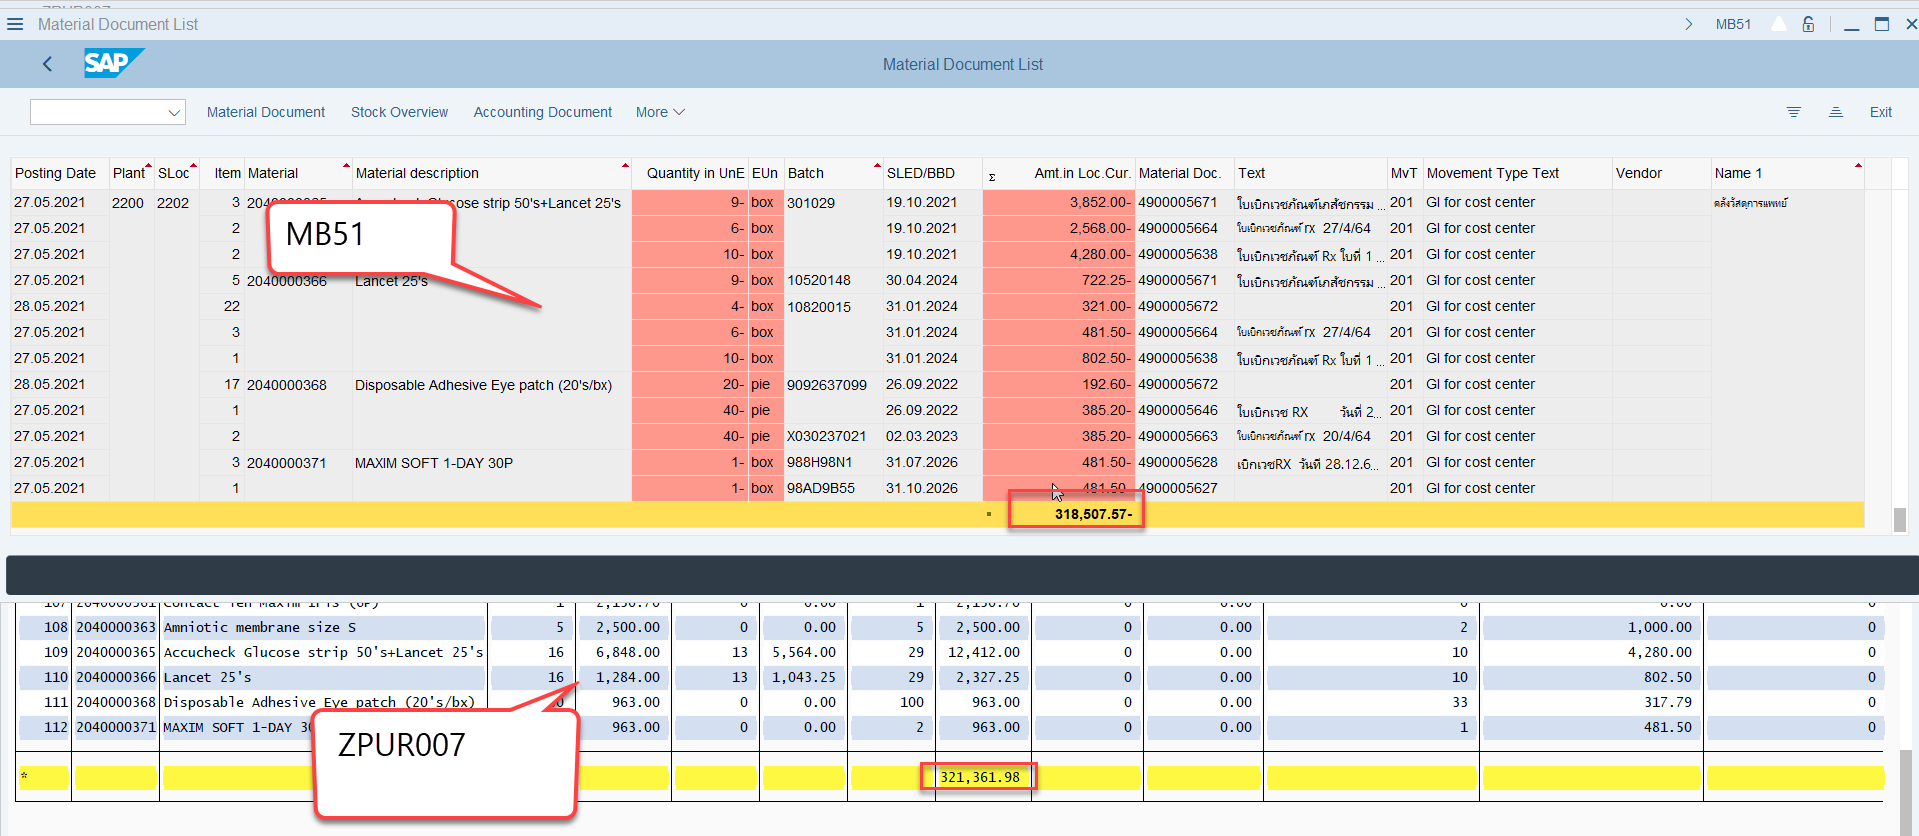 Material Document List
MB51
SAP
Material Document List
Material Document Stock Overview Accounting Document More Exit
Posting Date Plant SLoc Item Material Material description Quantity in UnE EUn Batch SLED/BBD Σ Amt.in Loc.Cur. Material Doc. Text MvT Movement Type Text Vendor Name 1
27.05.2021 2200 2202 3 strip 50's+Lancet 25's 9- box 301029 19.10.2021 3,852.00- 4900005671 ใบเบิกเวชภัณฑ์เภสัชกรรม ... 201 GI for cost center คลังวัสดุการแพทย์
27.05.2021 2 6- box 19.10.2021 2,568.00- 4900005664 ใบเบิกเวชภัณฑ์ rx 27/4/64 201 GI for cost center
27.05.2021 2 10- box 19.10.2021 4,280.00- 4900005638 ใบเบิกเวชภัณฑ์ Rx ใบที่ 1 ... 201 GI for cost center
27.05.2021 5 2040000366 Lancet 25's 9- box 10520148 30.04.2024 722.25- 4900005671 ใบเบิกเวชภัณฑ์เภสัชกรรม ... 201 GI for cost center
28.05.2021 22 4- box 10820015 31.01.2024 321.00- 4900005672 201 GI for cost center
27.05.2021 3 6- box 31.01.2024 481.50- 4900005664 ใบเบิกเวชภัณฑ์ rx 27/4/64 201 GI for cost center
27.05.2021 1 10- box 31.01.2024 802.50- 4900005638 ใบเบิกเวชภัณฑ์ Rx ใบที่ 1 ... 201 GI for cost center
28.05.2021 17 2040000368 Disposable Adhesive Eye patch (20's/bx) 20- pie 9092637099 26.09.2022 192.60- 4900005672 201 GI for cost center
27.05.2021 1 40- pie 26.09.2022 385.20- 4900005646 ใบเบิกเวช RX วันที่ 2... 201 GI for cost center
27.05.2021 2 40- pie X030237021 02.03.2023 385.20- 4900005663 ใบเบิกเวชภัณฑ์ rx 20/4/64 201 GI for cost center
27.05.2021 3 2040000371 MAXIM SOFT 1-DAY 30P 1- box 988H98N1 31.07.2026 481.50- 4900005628 เบิกเวชRX วันที่ 28.12.6... 201 GI for cost center
27.05.2021 1 1- box 98AD9B55 31.10.2026 481.50- 4900005627 201 GI for cost center
318,507.57-
MB51
108 2040000363 Amniotic membrane size S 5 2,500.00 0 0.00 5 2,500.00 0 0.00 2 1,000.00 0
109 2040000365 Accucheck Glucose strip 50's+Lancet 25's 16 6,848.00 13 5,564.00 29 12,412.00 0 0.00 10 4,280.00 0
110 2040000366 Lancet 25's 16 1,284.00 13 1,043.25 29 2,327.25 0 0.00 10 802.50 0
111 2040000368 Disposable Adhesive Eye patch (20's/bx) 963.00 0 0.00 100 963.00 0 0.00 33 317.79 0
112 2040000371 MAXIM SOFT 1-DAY 963.00 0 0.00 2 963.00 0 0.00 1 481.50 0
ZPUR007
* 321,361.98